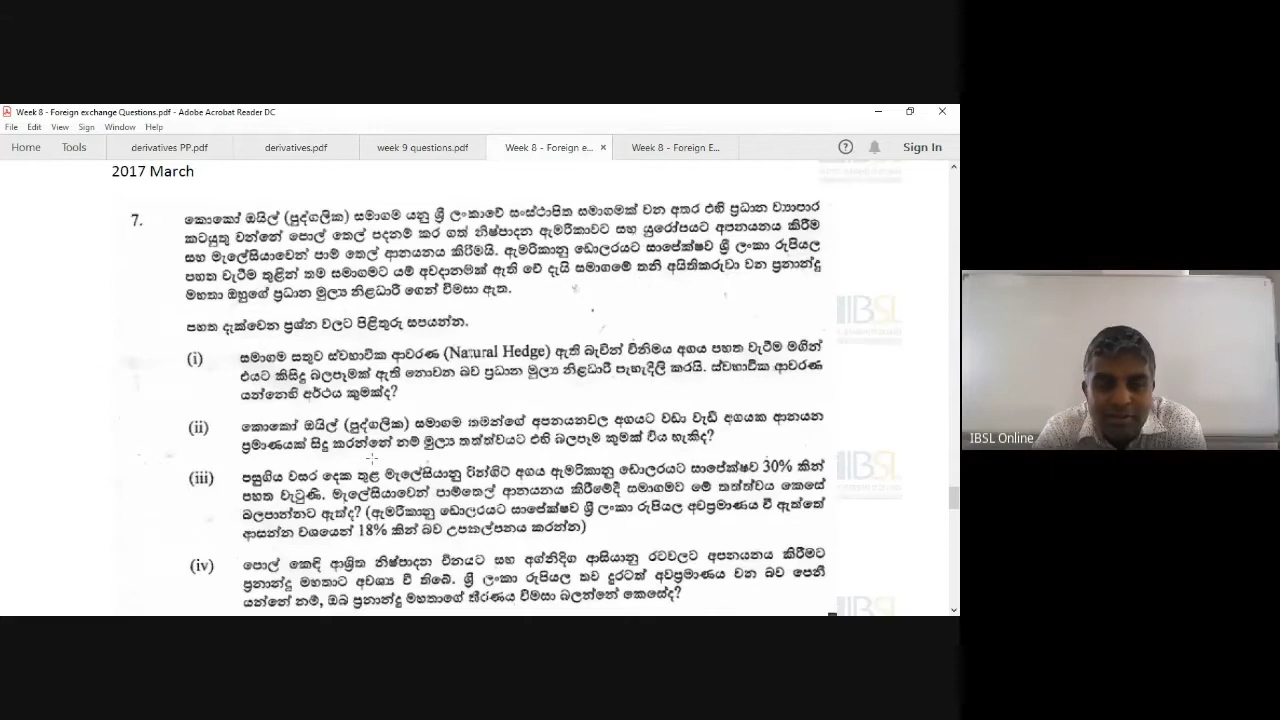 Week 8 - Foreign exchange Questions.pdf - Adobe Acrobat Reader DC
File Edit View Sign Window Help
Home Tools derivatives PP.pdf derivatives.pdf week 9 questions.pdf Week 8 - Foreign e... × Week 8 - Foreign E... Sign In
2017 March
7. කොකෝ ඔයිල් (පුද්ගලික) සමාගම යනු ශ්‍රී ලංකාවේ සංස්ථාපිත සමාගමක් වන අතර එහි ප්‍රධාන ව්‍යාපාර
කටයුතු වන්නේ පොල් තෙල් පදනම් කර ගත් නිෂ්පාදන ඇමරිකාවට සහ යුරෝපයට අපනයනය කිරීම
සහ මැලේසියාවෙන් පාම් තෙල් ආනයනය කිරීමයි. ඇමරිකානු ඩොලරයට සාපේක්ෂව ශ්‍රී ලංකා රුපියල
පහත වැටීම තුළින් තම සමාගමට යම් අවදානමක් ඇති වේ දැයි සමාගමේ තනි අයිතිකරුවා වන ප්‍රනාන්දු
මහතා ඔහුගේ ප්‍රධාන මූල්‍ය නිළධාරී ගෙන් විමසා ඇත.
පහත දැක්වෙන ප්‍රශ්න වලට පිළිතුරු සපයන්න.
(i) සමාගම සතුව ස්වභාවික ආවරණ (Natural Hedge) ඇති බැවින් විනිමය අගය පහත වැටීම මගින්
එයට කිසිදු බලපෑමක් ඇති නොවන බව ප්‍රධාන මූල්‍ය නිළධාරී පැහැදිලි කරයි. ස්වභාවික ආවරණ
යන්නෙහි අර්ථය කුමක්ද?
(ii) කොකෝ ඔයිල් (පුද්ගලික) සමාගම තමන්ගේ අපනයනවල අගයට වඩා වැඩි අගයක ආනයන
ප්‍රමාණයක් සිදු කරන්නේ නම් මූල්‍ය තත්ත්වයට එහි බලපෑම කුමක් විය හැකිද?
(iii) පසුගිය වසර දෙක තුළ මැලේසියානු රින්ගිට් අගය ඇමරිකානු ඩොලරයට සාපේක්ෂව 30% කින්
පහත වැටුණි. මැලේසියාවෙන් පාම්තෙල් ආනයනය කිරීමේදී සමාගමට මේ තත්ත්වය කෙසේ
බලපාන්නට ඇත්ද? (ඇමරිකානු ඩොලරයට සාපේක්ෂව ශ්‍රී ලංකා රුපියල අවප්‍රමාණය වී ඇත්තේ
ආසන්න වශයෙන් 18% කින් බව උපකල්පනය කරන්න)
(iv) පොල් කෙඳි ආශ්‍රිත නිෂ්පාදන චීනයට සහ අග්නිදිග ආසියානු රටවලට අපනයනය කිරීමට
ප්‍රනාන්දු මහතාට අවශ්‍ය වී තිබේ. ශ්‍රී ලංකා රුපියල තව දුරටත් අවප්‍රමාණය වන බව පෙනී
යන්නේ නම්, ඔබ ප්‍රනාන්දු මහතාගේ තීරණය විමසා බලන්නේ කෙසේද?
IBSL
IBSL
IBSL
IBSL Online